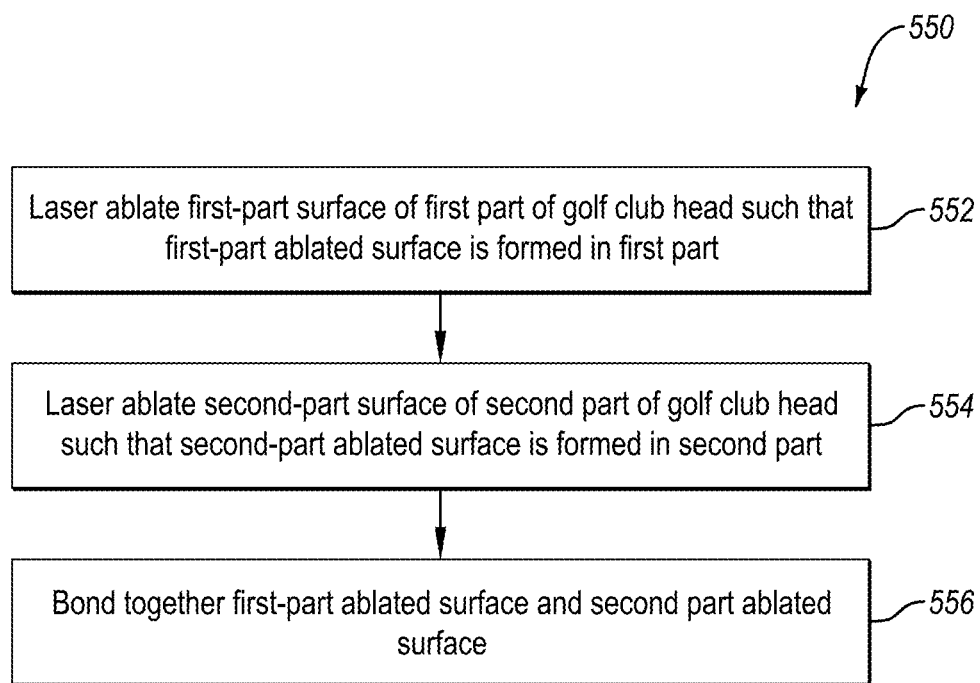 550
Laser ablate first-part surface of first part of golf club head such that
first-part ablated surface is formed in first part
552
Laser ablate second-part surface of second part of golf club head
such that second-part ablated surface is formed in second part
554
Bond together first-part ablated surface and second part ablated
surface
556